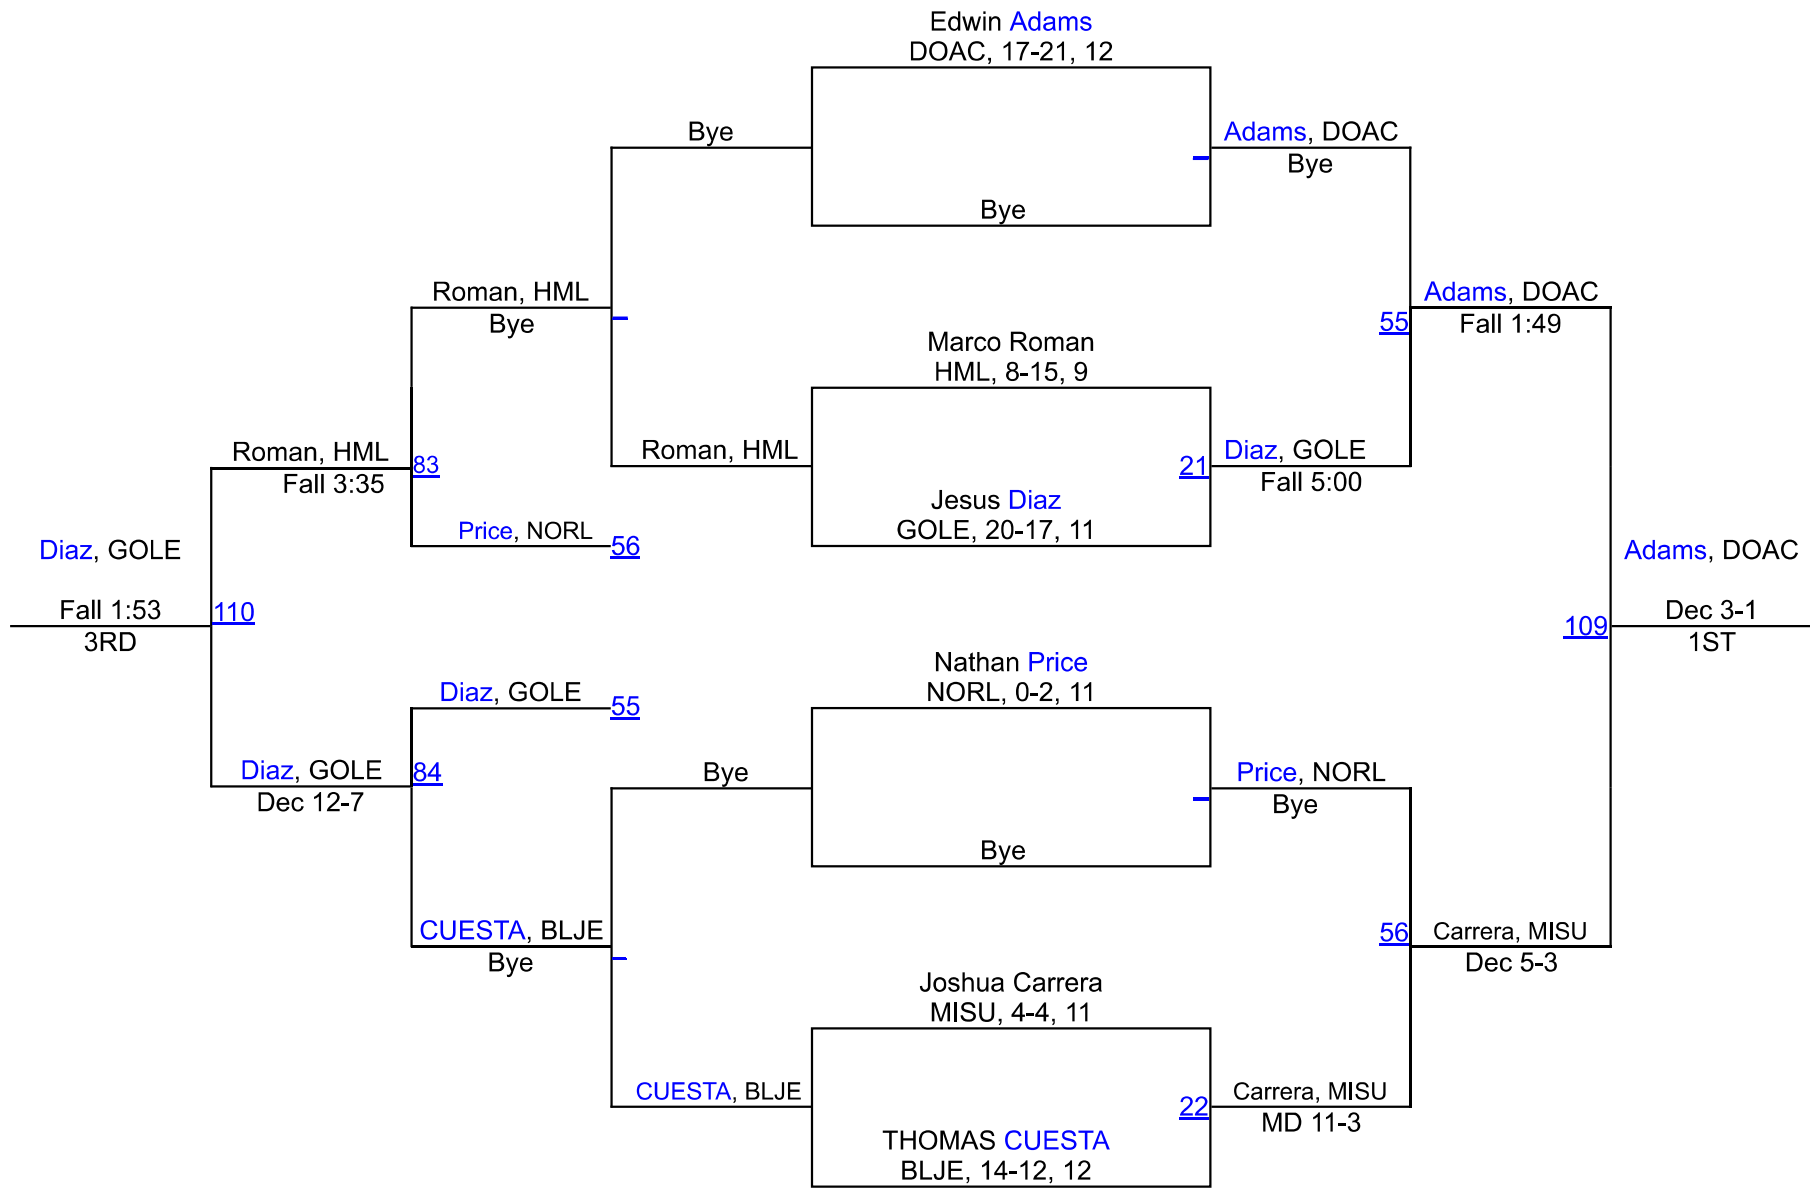 Edwin Adams
DOAC, 17-21, 12
Bye
Adams, DOAC
Bye
Bye
Roman, HML
Bye
Adams, DOAC
Fall 1:49
55
Marco Roman
HML, 8-15, 9
Roman, HML
Fall 3:35
83
Roman, HML
21
Diaz, GOLE
Fall 5:00
Jesus Diaz
GOLE, 20-17, 11
Price, NORL
56
Diaz, GOLE
Fall 1:53
3RD
110
Adams, DOAC
Dec 3-1
1ST
109
Nathan Price
NORL, 0-2, 11
Diaz, GOLE
55
Diaz, GOLE
Dec 12-7
84
Bye
Price, NORL
Bye
Bye
CUESTA, BLJE
Bye
56
Carrera, MISU
Dec 5-3
Joshua Carrera
MISU, 4-4, 11
CUESTA, BLJE
22
Carrera, MISU
MD 11-3
THOMAS CUESTA
BLJE, 14-12, 12